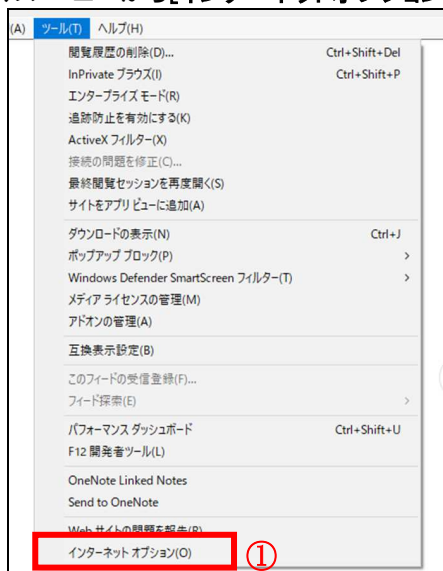 (A) ツール(T) ヘルプ(H)
閲覧履歴の削除(D)... Ctrl+Shift+Del
InPrivate ブラウズ(I) Ctrl+Shift+P
エンタープライズ モード(R)
追跡防止を有効にする(K)
ActiveX フィルター(X)
接続の問題を修正(C)...
最終閲覧セッションを再度開く(S)
サイトをアプリ ビューに追加(A)
ダウンロードの表示(N) Ctrl+J
ポップアップ ブロック(P)
Windows Defender SmartScreen フィルター(T)
メディア ライセンスの管理(M)
アドオンの管理(A)
互換表示設定(B)
このフィードの受信登録(F)...
フィード探索(E)
パフォーマンス ダッシュボード Ctrl+Shift+U
F12 開発者ツール(L)
OneNote Linked Notes
Send to OneNote
Web サイトの問題を報告(R)
インターネット オプション(O) ①